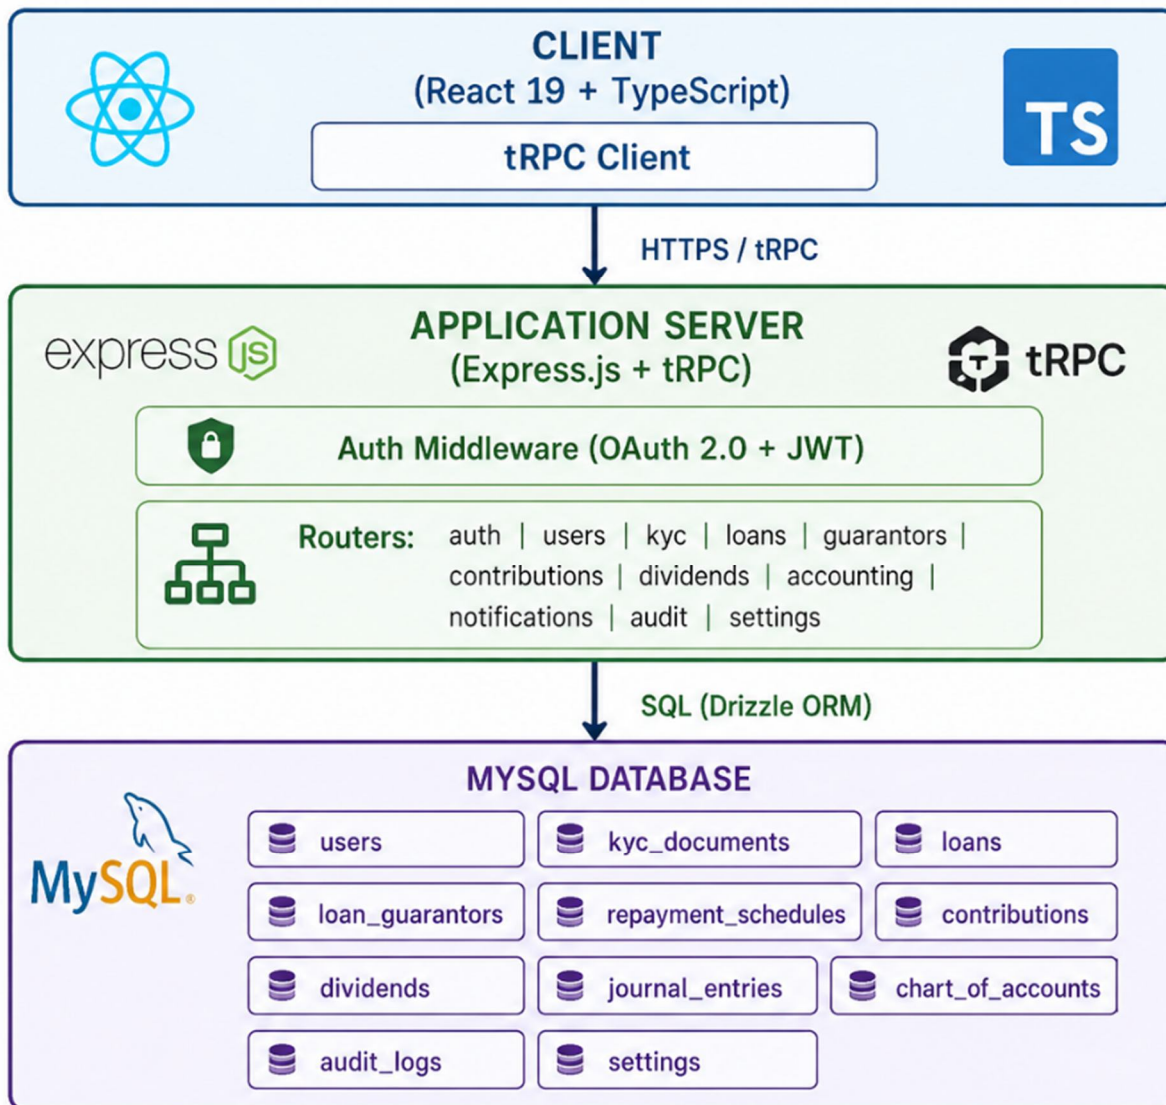 CLIENT
(React 19 + TypeScript)
TS
tRPC Client
HTTPS / tRPC
express JS
APPLICATION SERVER
(Express.js + tRPC)
T tRPC
Auth Middleware (OAuth 2.0 + JWT)
Routers: auth | users | kyc | loans | guarantors |
contributions | dividends | accounting |
notifications | audit | settings
SQL (Drizzle ORM)
MYSQL DATABASE
MySQL®
users kyc_documents loans
loan_guarantors repayment_schedules contributions
dividends journal_entries chart_of_accounts
audit_logs settings